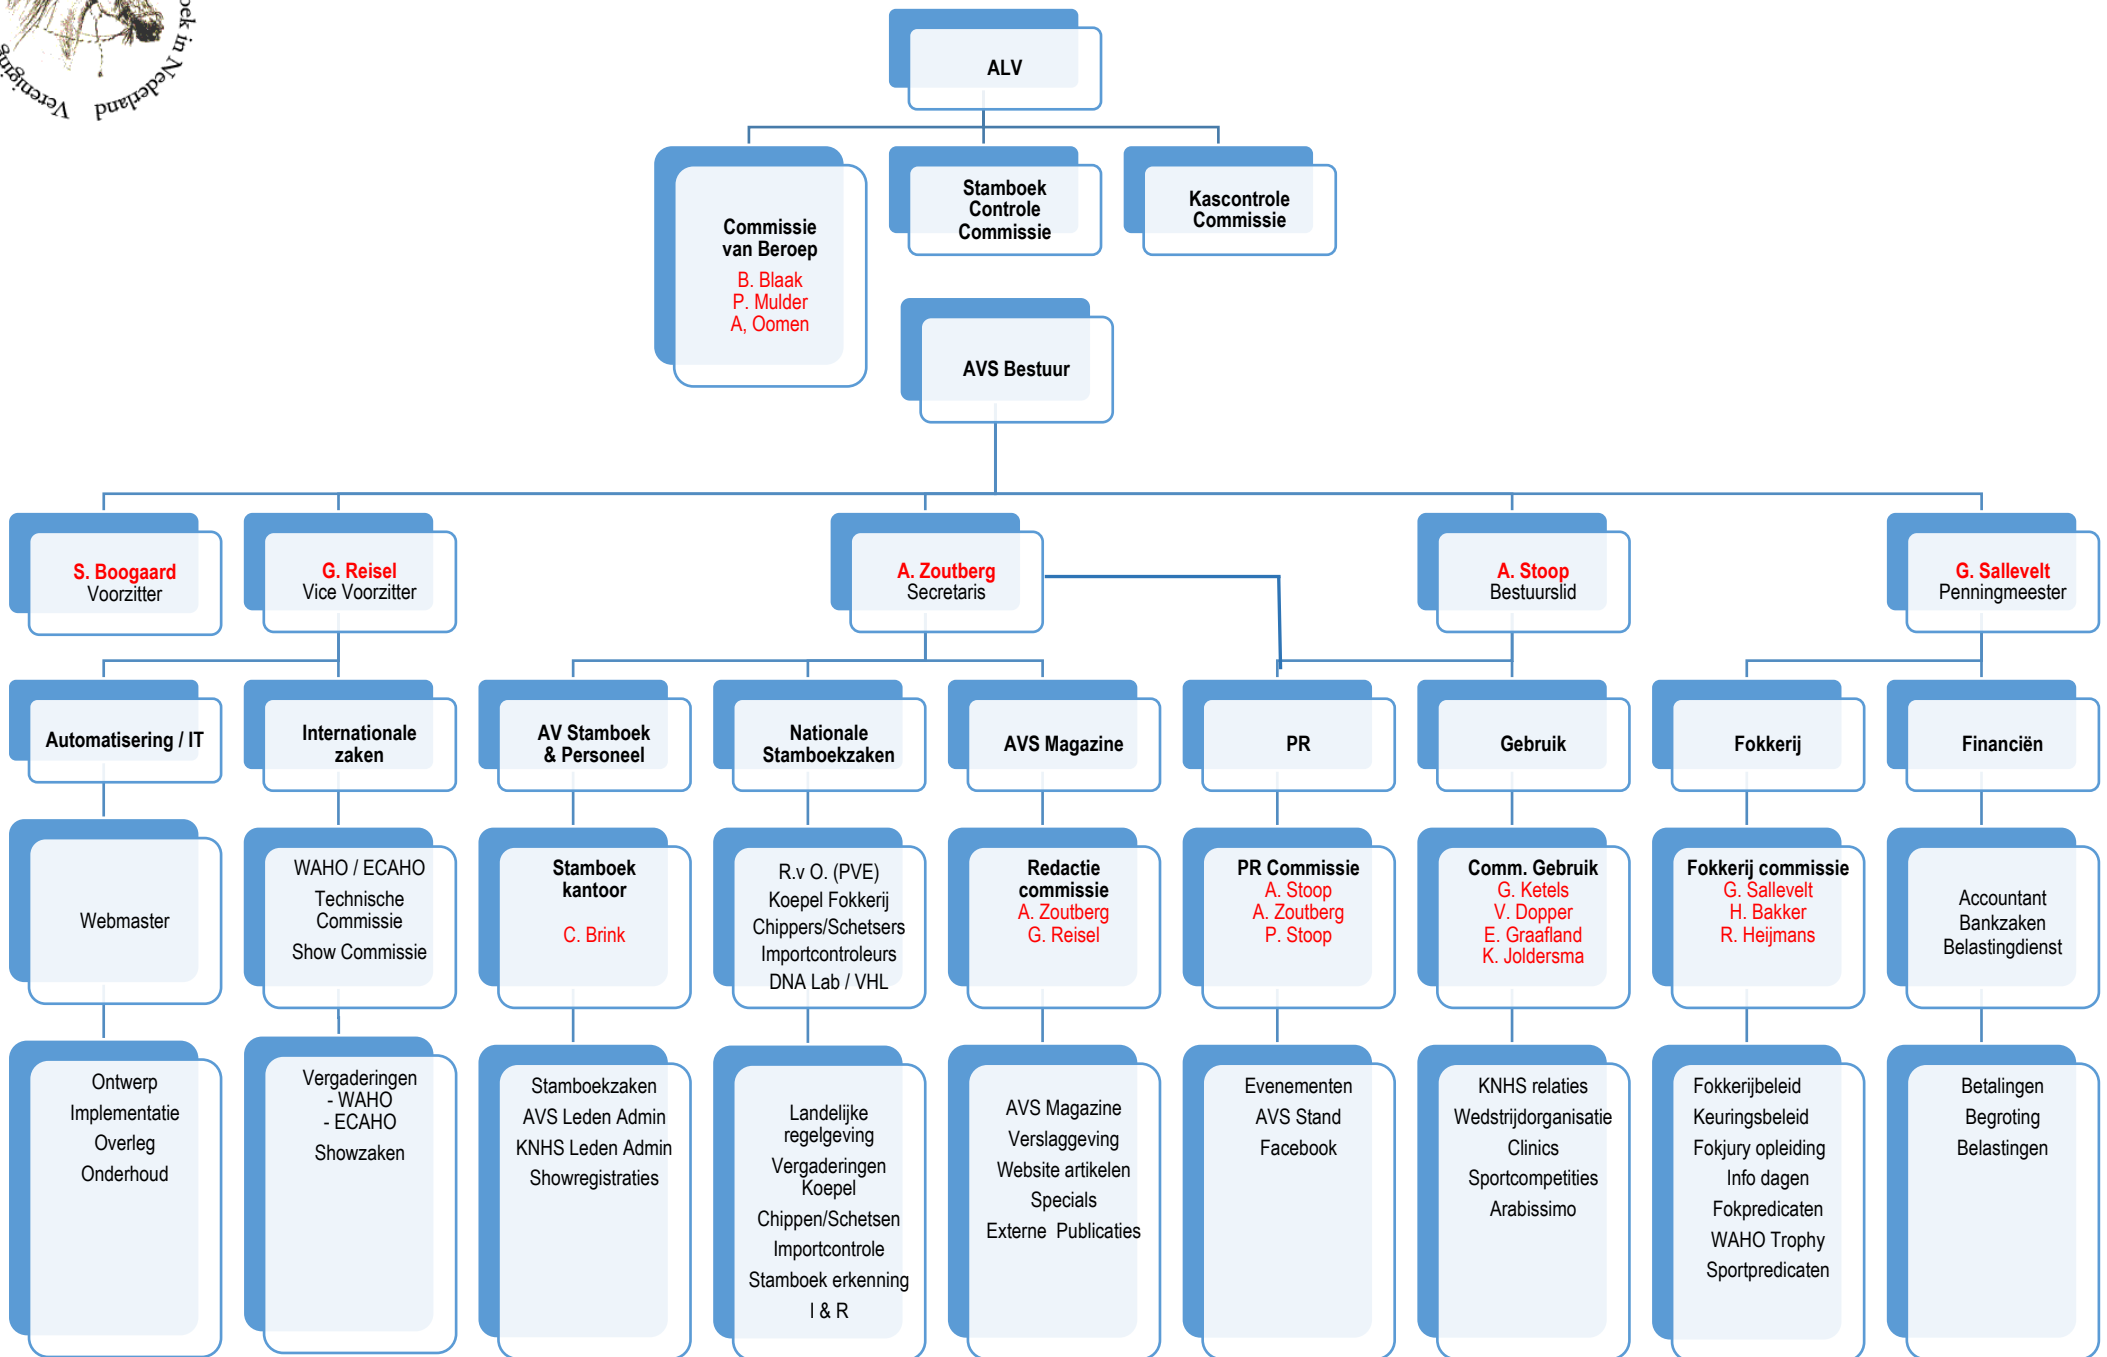 ek in Nederland
Vereniging
ALV
Commissie
van Beroep
B. Blaak
P. Mulder
A, Oomen
Stamboek
Controle
Commissie
Kascontrole
Commissie
AVS Bestuur
S. Boogaard
Voorzitter
G. Reisel
Vice Voorzitter
A. Zoutberg
Secretaris
A. Stoop
Bestuurslid
G. Sallevelt
Penningmeester
Automatisering / IT
Internationale
zaken
AV Stamboek
& Personeel
Nationale
Stamboekzaken
AVS Magazine
PR
Gebruik
Fokkerij
Financiën
Webmaster
WAHO / ECAHO
Technische
Commissie
Show Commissie
Stamboek
kantoor
C. Brink
R.v O. (PVE)
Koepel Fokkerij
Chippers/Schetsers
Importcontroleurs
DNA Lab / VHL
Redactie
commissie
A. Zoutberg
G. Reisel
PR Commissie
A. Stoop
A. Zoutberg
P. Stoop
Comm. Gebruik
G. Ketels
V. Dopper
E. Graafland
K. Joldersma
Fokkerij commissie
G. Sallevelt
H. Bakker
R. Heijmans
Accountant
Bankzaken
Belastingdienst
Ontwerp
Implementatie
Overleg
Onderhoud
Vergaderingen
- WAHO
- ECAHO
Showzaken
Stamboekzaken
AVS Leden Admin
KNHS Leden Admin
Showregistraties
Landelijke
regelgeving
Vergaderingen
Koepel
Chippen/Schetsen
Importcontrole
Stamboek erkenning
I & R
AVS Magazine
Verslaggeving
Website artikelen
Specials
Externe Publicaties
Evenementen
AVS Stand
Facebook
KNHS relaties
Wedstrijdorganisatie
Clinics
Sportcompetities
Arabissimo
Fokkerijbeleid
Keuringsbeleid
Fokjury opleiding
Info dagen
Fokpredicaten
WAHO Trophy
Sportpredicaten
Betalingen
Begroting
Belastingen